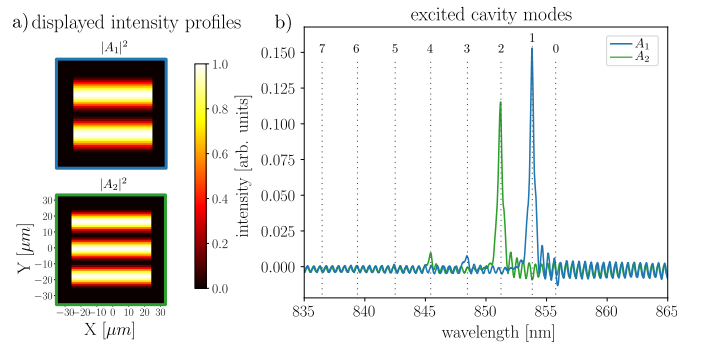 a) displayed intensity profiles
|A₁|²
|A₂|²
30
20
10
0
−10
−20
−30
Y [μm]
−30 −20 −10 0 10 20 30
X [μm]
1.0
0.8
0.6
0.4
0.2
0.0
intensity [arb. units]
b) excited cavity modes
7 6 5 4 3 2 1 0
A₁
A₂
0.150
0.125
0.100
0.075
0.050
0.025
0.000
835 840 845 850 855 860 865
wavelength [nm]